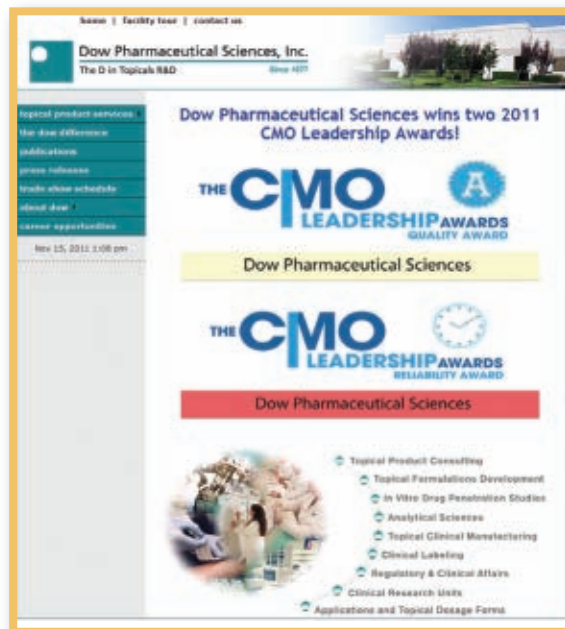 home | facility tour | contact us
Dow Pharmaceutical Sciences, Inc.
The D in Topicals R&D
Since 1977
topical product services
the dow difference
publications
press releases
trade show schedule
about dow
career opportunities
Nov 15, 2011 1:08 pm
Dow Pharmaceutical Sciences wins two 2011
CMO Leadership Awards!
THE CMO
A
LEADERSHIP AWARDS
QUALITY AWARD
Dow Pharmaceutical Sciences
THE CMO
LEADERSHIP AWARDS
RELIABILITY AWARD
Dow Pharmaceutical Sciences
Topical Product Consulting
Topical Formulations Development
In Vitro Drug Penetration Studies
Analytical Sciences
Topical Clinical Manufacturing
Clinical Labeling
Regulatory & Clinical Affairs
Clinical Research Units
Applications and Topical Dosage Forms